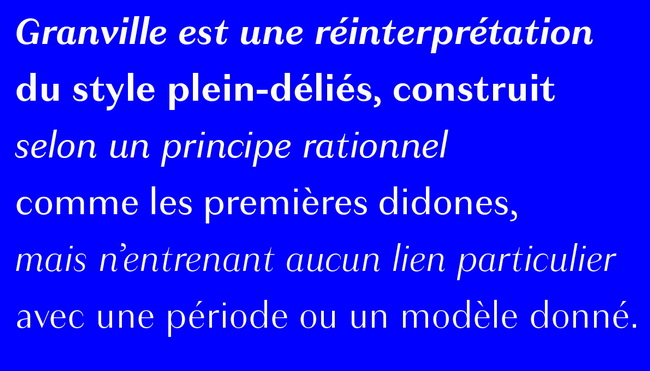 Granville est une réinterprétation
du style plein-déliés, construit
selon un principe rationnel
comme les premières didones,
mais n’entrenant aucun lien particulier
avec une période ou un modèle donné.